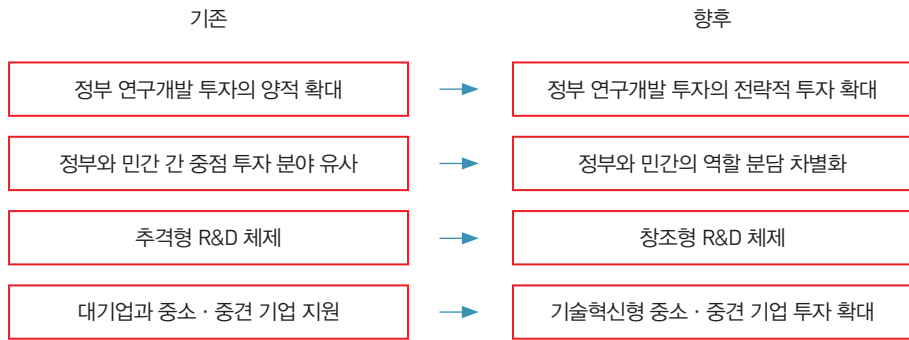 기존
향후
정부 연구개발 투자의 양적 확대
정부 연구개발 투자의 전략적 투자 확대
정부와 민간 간 중점 투자 분야 유사
정부와 민간의 역할 분담 차별화
추격형 R&D 체제
창조형 R&D 체제
대기업과 중소 · 중견 기업 지원
기술혁신형 중소 · 중견 기업 투자 확대